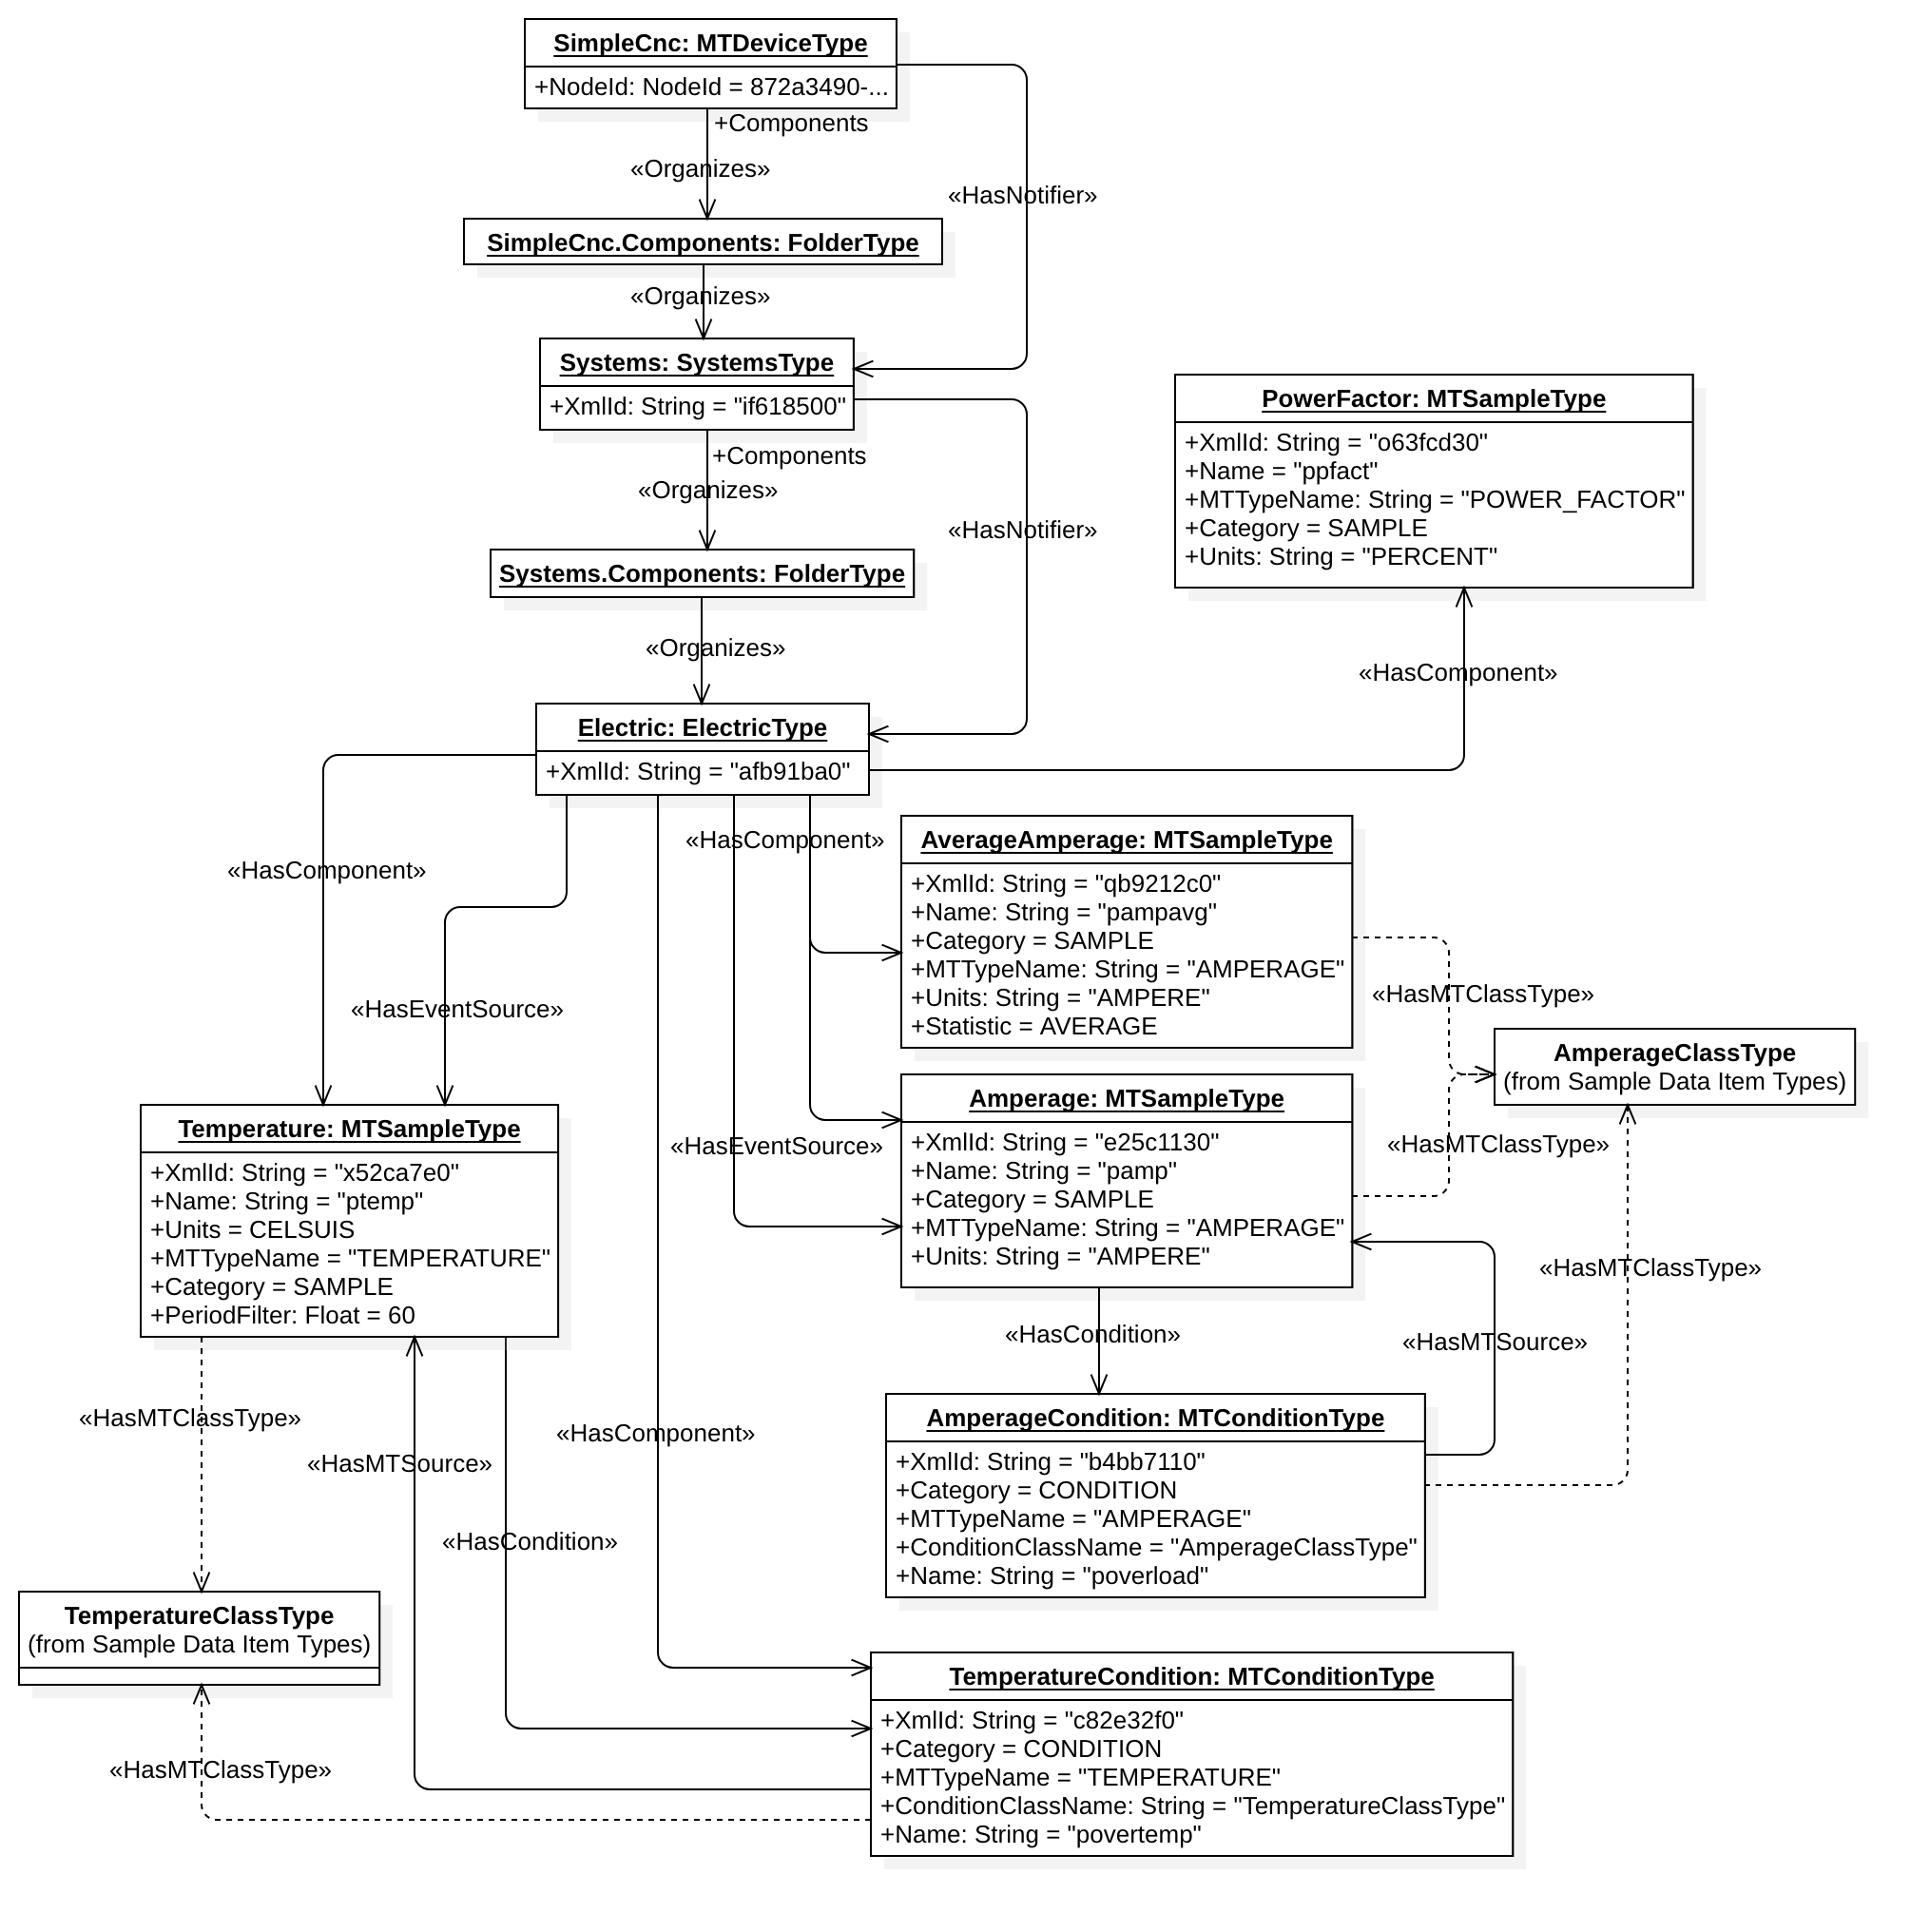 SimpleCnc: MTDeviceType
+NodeId: NodeId = 872a3490-...
+Components
«Organizes»
«HasNotifier»
SimpleCnc.Components: FolderType
«Organizes»
Systems: SystemsType
+XmlId: String = "if618500"
+Components
«Organizes»
«HasNotifier»
PowerFactor: MTSampleType
+XmlId: String = "o63fcd30"
+Name = "ppfact"
+MTTypeName: String = "POWER_FACTOR"
+Category = SAMPLE
+Units: String = "PERCENT"
Systems.Components: FolderType
«Organizes»
«HasComponent»
Electric: ElectricType
+XmlId: String = "afb91ba0"
«HasComponent»
«HasComponent»
«HasEventSource»
AverageAmperage: MTSampleType
+XmlId: String = "qb9212c0"
+Name: String = "pampavg"
+Category = SAMPLE
+MTTypeName: String = "AMPERAGE"
+Units: String = "AMPERE"
+Statistic = AVERAGE
«HasMTClassType»
AmperageClassType
(from Sample Data Item Types)
Temperature: MTSampleType
+XmlId: String = "x52ca7e0"
+Name: String = "ptemp"
+Units = CELSUIS
+MTTypeName = "TEMPERATURE"
+Category = SAMPLE
+PeriodFilter: Float = 60
«HasEventSource»
Amperage: MTSampleType
+XmlId: String = "e25c1130"
+Name: String = "pamp"
+Category = SAMPLE
+MTTypeName: String = "AMPERAGE"
+Units: String = "AMPERE"
«HasMTClassType»
«HasMTClassType»
«HasCondition»
«HasMTSource»
«HasMTClassType»
«HasMTSource»
«HasComponent»
«HasCondition»
AmperageCondition: MTConditionType
+XmlId: String = "b4bb7110"
+Category = CONDITION
+MTTypeName = "AMPERAGE"
+ConditionClassName = "AmperageClassType"
+Name: String = "poverload"
TemperatureClassType
(from Sample Data Item Types)
«HasMTClassType»
TemperatureCondition: MTConditionType
+XmlId: String = "c82e32f0"
+Category = CONDITION
+MTTypeName = "TEMPERATURE"
+ConditionClassName: String = "TemperatureClassType"
+Name: String = "povertemp"